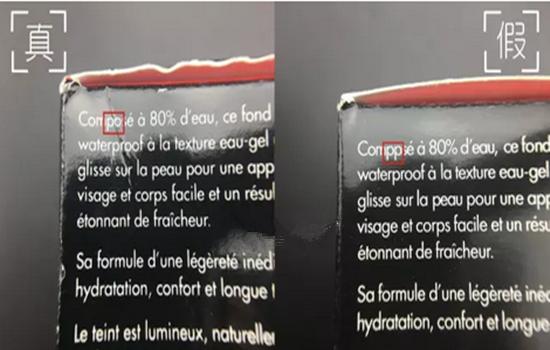 真
Composé à 80% d'eau, ce fond
waterproof à la texture eau-gel
glisse sur la peau pour une app
visage et corps facile et un résul
étonnant de fraîcheur.
Sa formule d'une légèreté inéd
hydratation, confort et longue t
Le teint est lumineux, naturelle
假
Comppsé à 80% d'eau, ce fond
waterproof à la texture eau-gel
glisse sur la peau pour une app
visage et corps facile et un résu
étonnant de fraîcheur.
Sa formule d'une légèreté inéd
hydratation, confort et longue